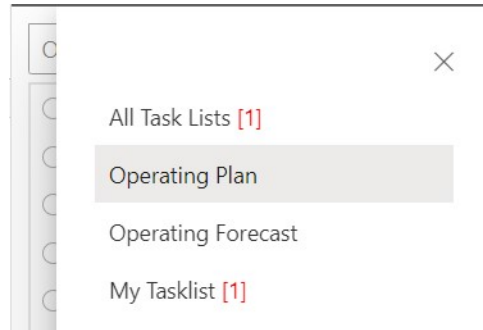 All Task Lists [1]
Operating Plan
Operating Forecast
My Tasklist [1]